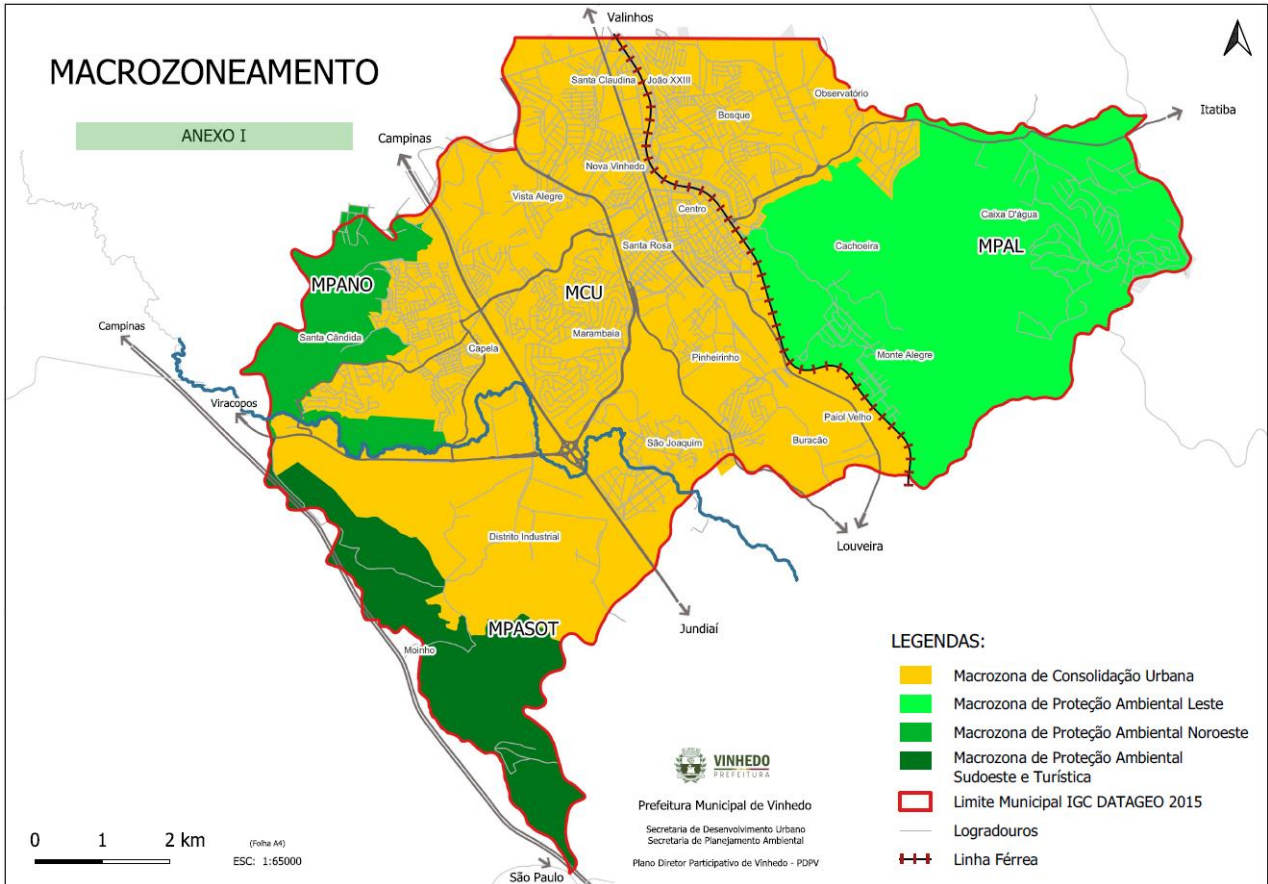 MACROZONEAMENTO
ANEXO I
Valinhos
Santa Claudina
João XXIII
Observatório
Bosque
Itatiba
Campinas
Nova Vinhedo
Vista Alegre
Centro
Caixa D'água
Santa Rosa
Cachoeira
MPAL
MPANO
MCU
Campinas
Santa Cândida
Marambaia
Capela
Pinheirinho
Monte Alegre
Viracopos
Paiol Velho
São Joaquim
Buracão
Distrito Industrial
Louveira
MPASOT
Jundiaí
Moinho
LEGENDAS:
Macrozona de Consolidação Urbana
Macrozona de Proteção Ambiental Leste
Macrozona de Proteção Ambiental Noroeste
Macrozona de Proteção Ambiental
Sudoeste e Turística
Limite Municipal IGC DATAGEO 2015
Logradouros
Linha Férrea
VINHEDO
PREFEITURA
Prefeitura Municipal de Vinhedo
Secretaria de Desenvolvimento Urbano
Secretaria de Planejamento Ambiental
Plano Diretor Participativo de Vinhedo - PDPV
0 1 2 km
(Folha A4)
ESC: 1:65000
São Paulo